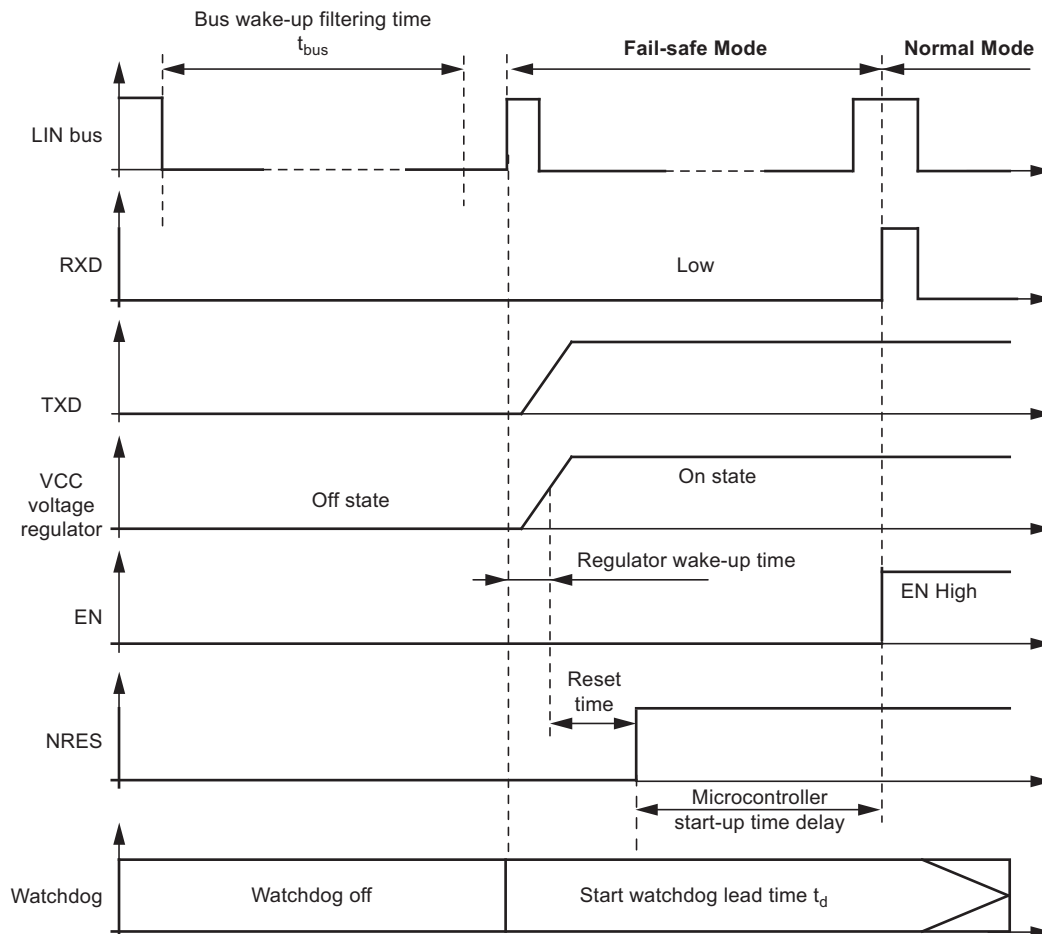 Bus wake-up filtering time
tbus
Fail-safe Mode
Normal Mode
LIN bus
RXD
Low
TXD
VCC
voltage
regulator
Off state
On state
Regulator wake-up time
EN
EN High
Reset
time
NRES
Microcontroller
start-up time delay
Watchdog
Watchdog off
Start watchdog lead time td